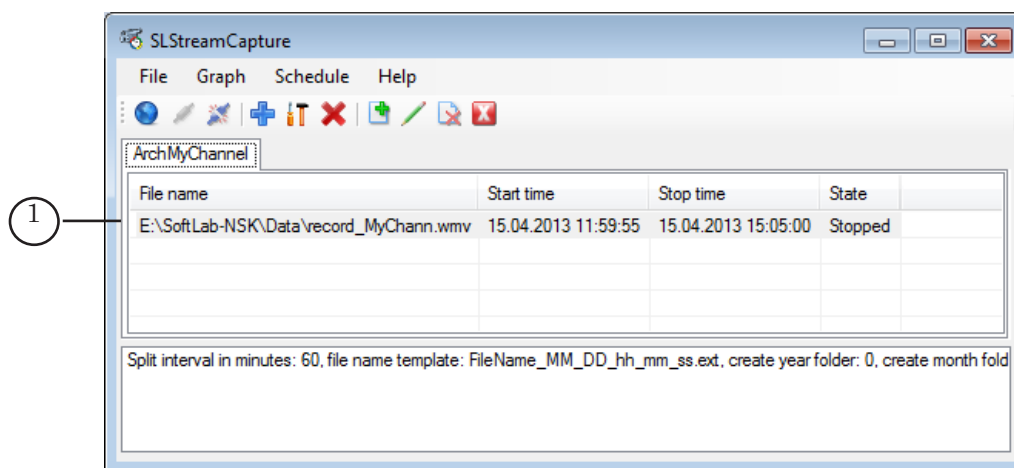 SLStreamCapture
File Graph Schedule Help
ArchMyChannel
File name Start time Stop time State
1
E:\SoftLab-NSK\Data\record_MyChann.wmv 15.04.2013 11:59:55 15.04.2013 15:05:00 Stopped
Split interval in minutes: 60, file name template: FileName_MM_DD_hh_mm_ss.ext, create year folder: 0, create month fold